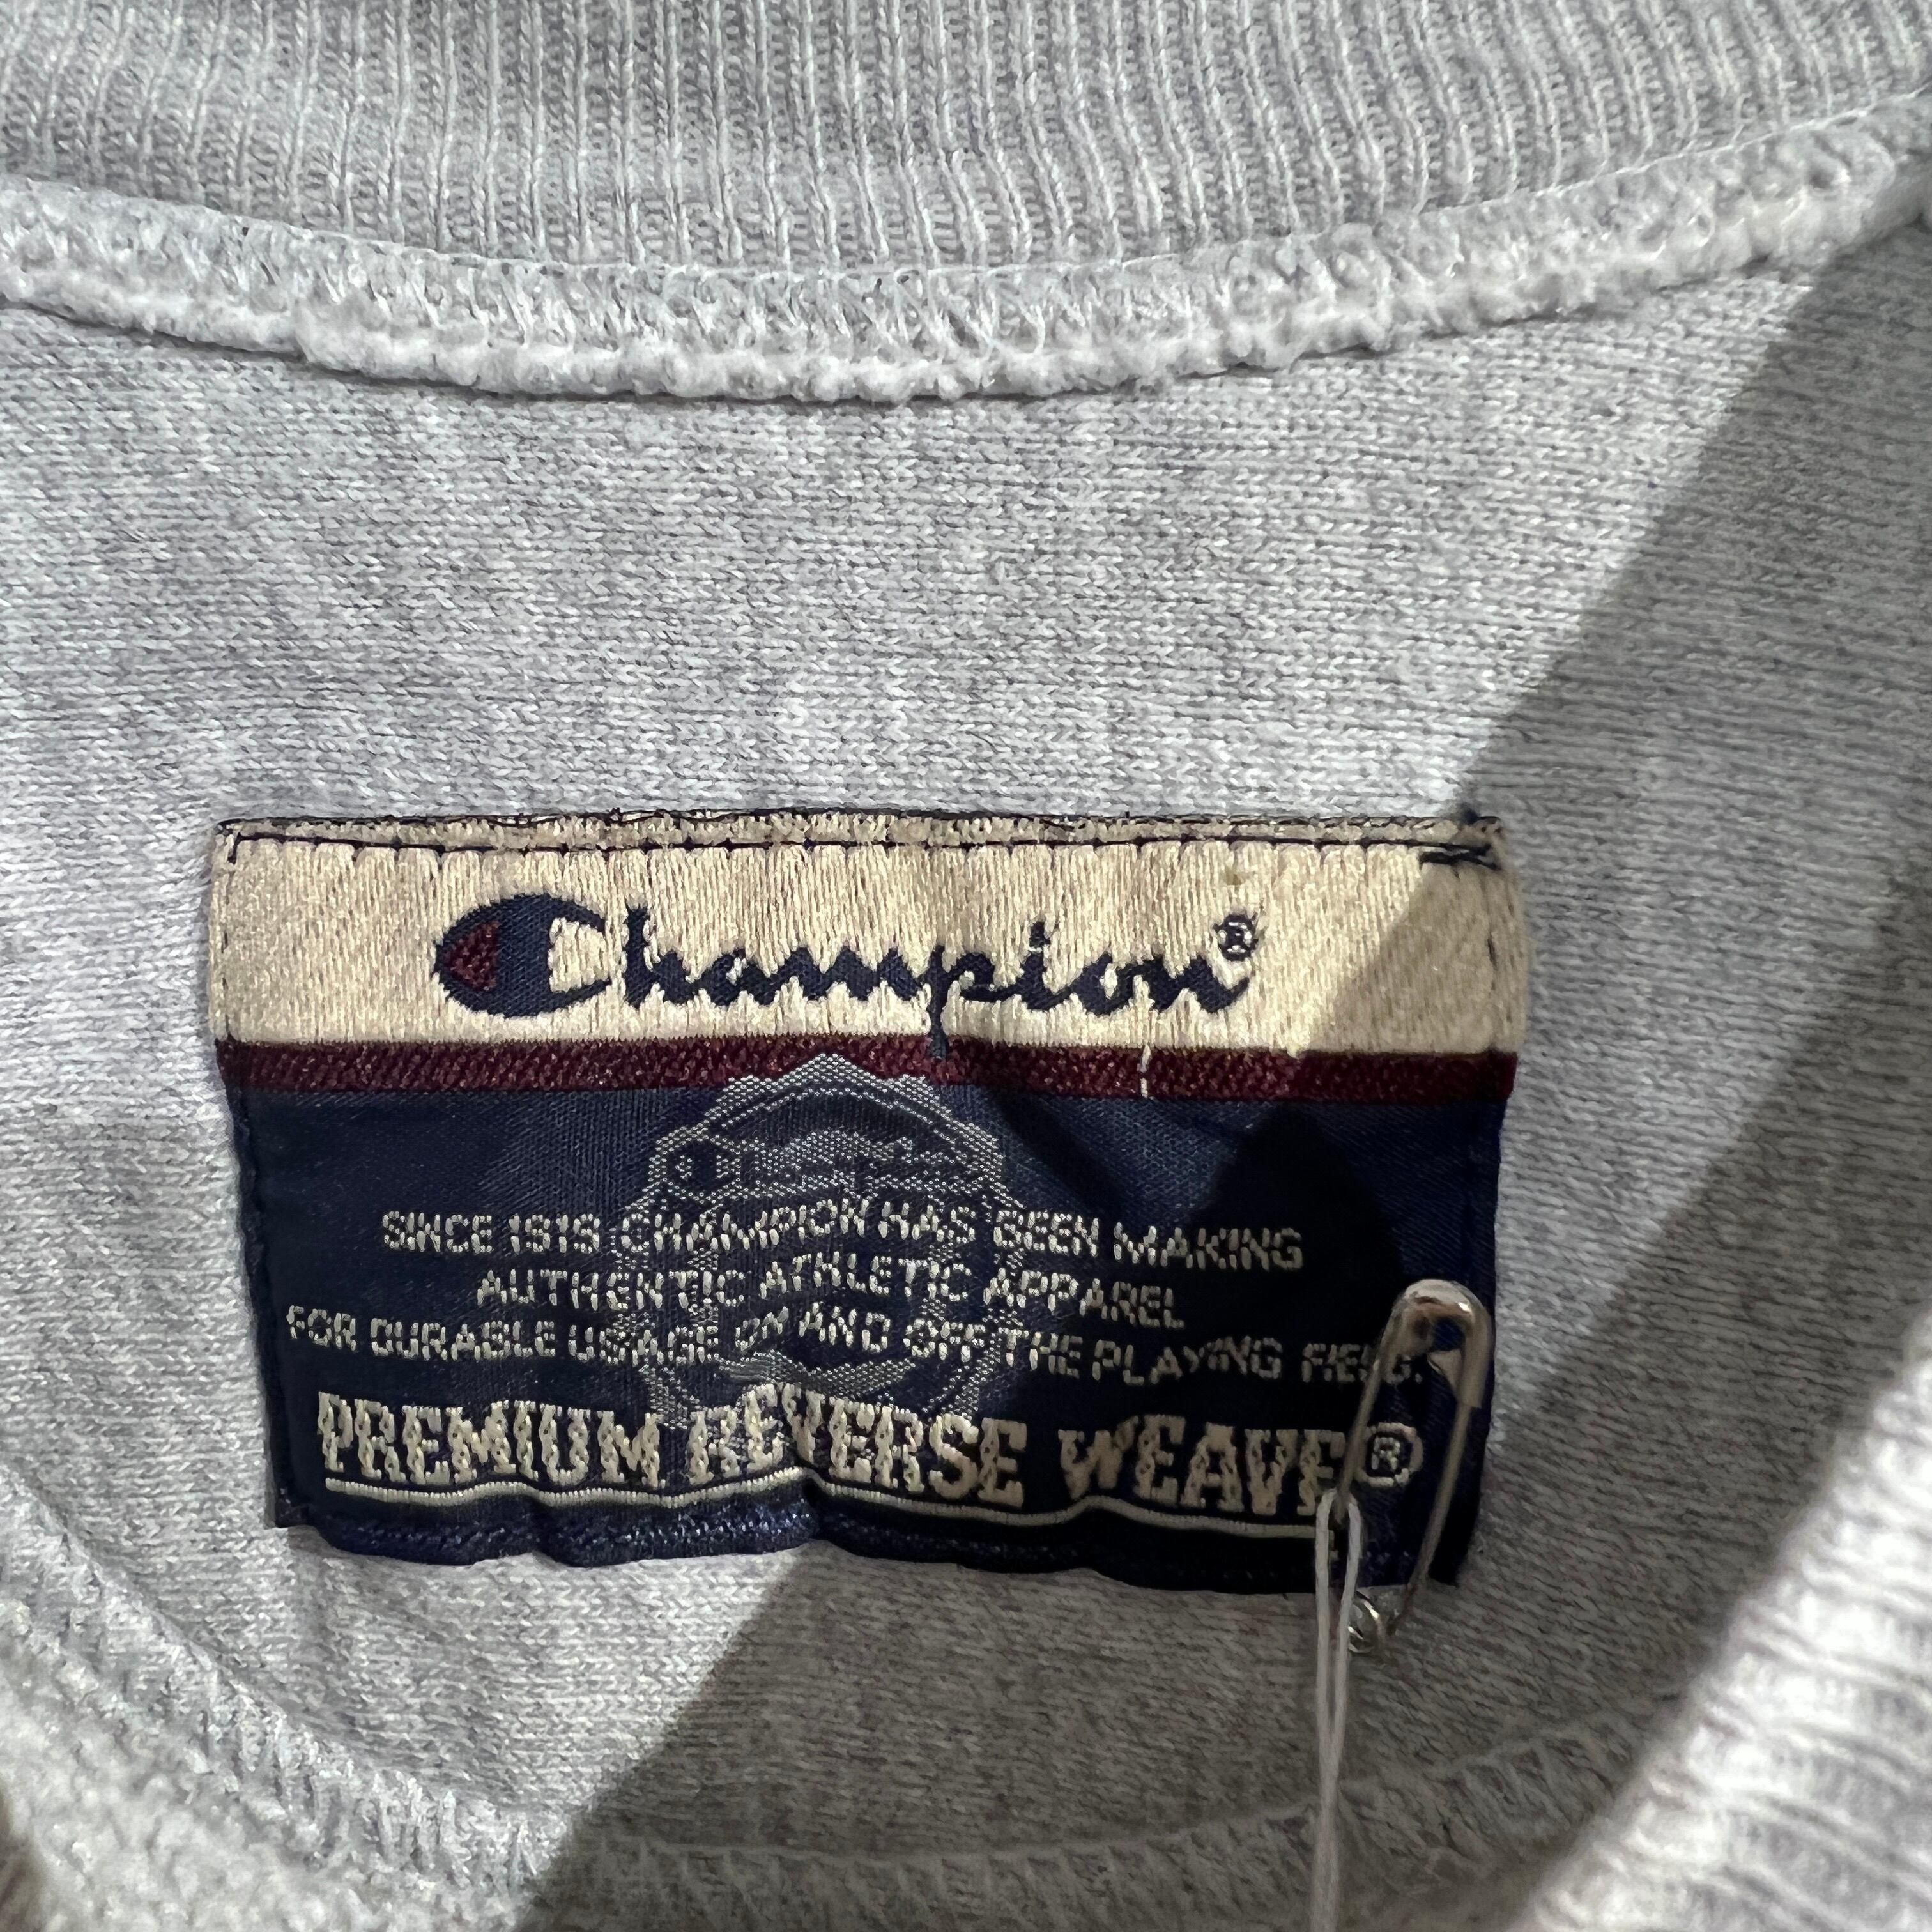 Champion®
SINCE 1919 CHAMPION HAS BEEN MAKING
AUTHENTIC ATHLETIC APPAREL
FOR DURABLE USAGE ON AND OFF THE PLAYING FIELD.
PREMIUM REVERSE WEAVE®